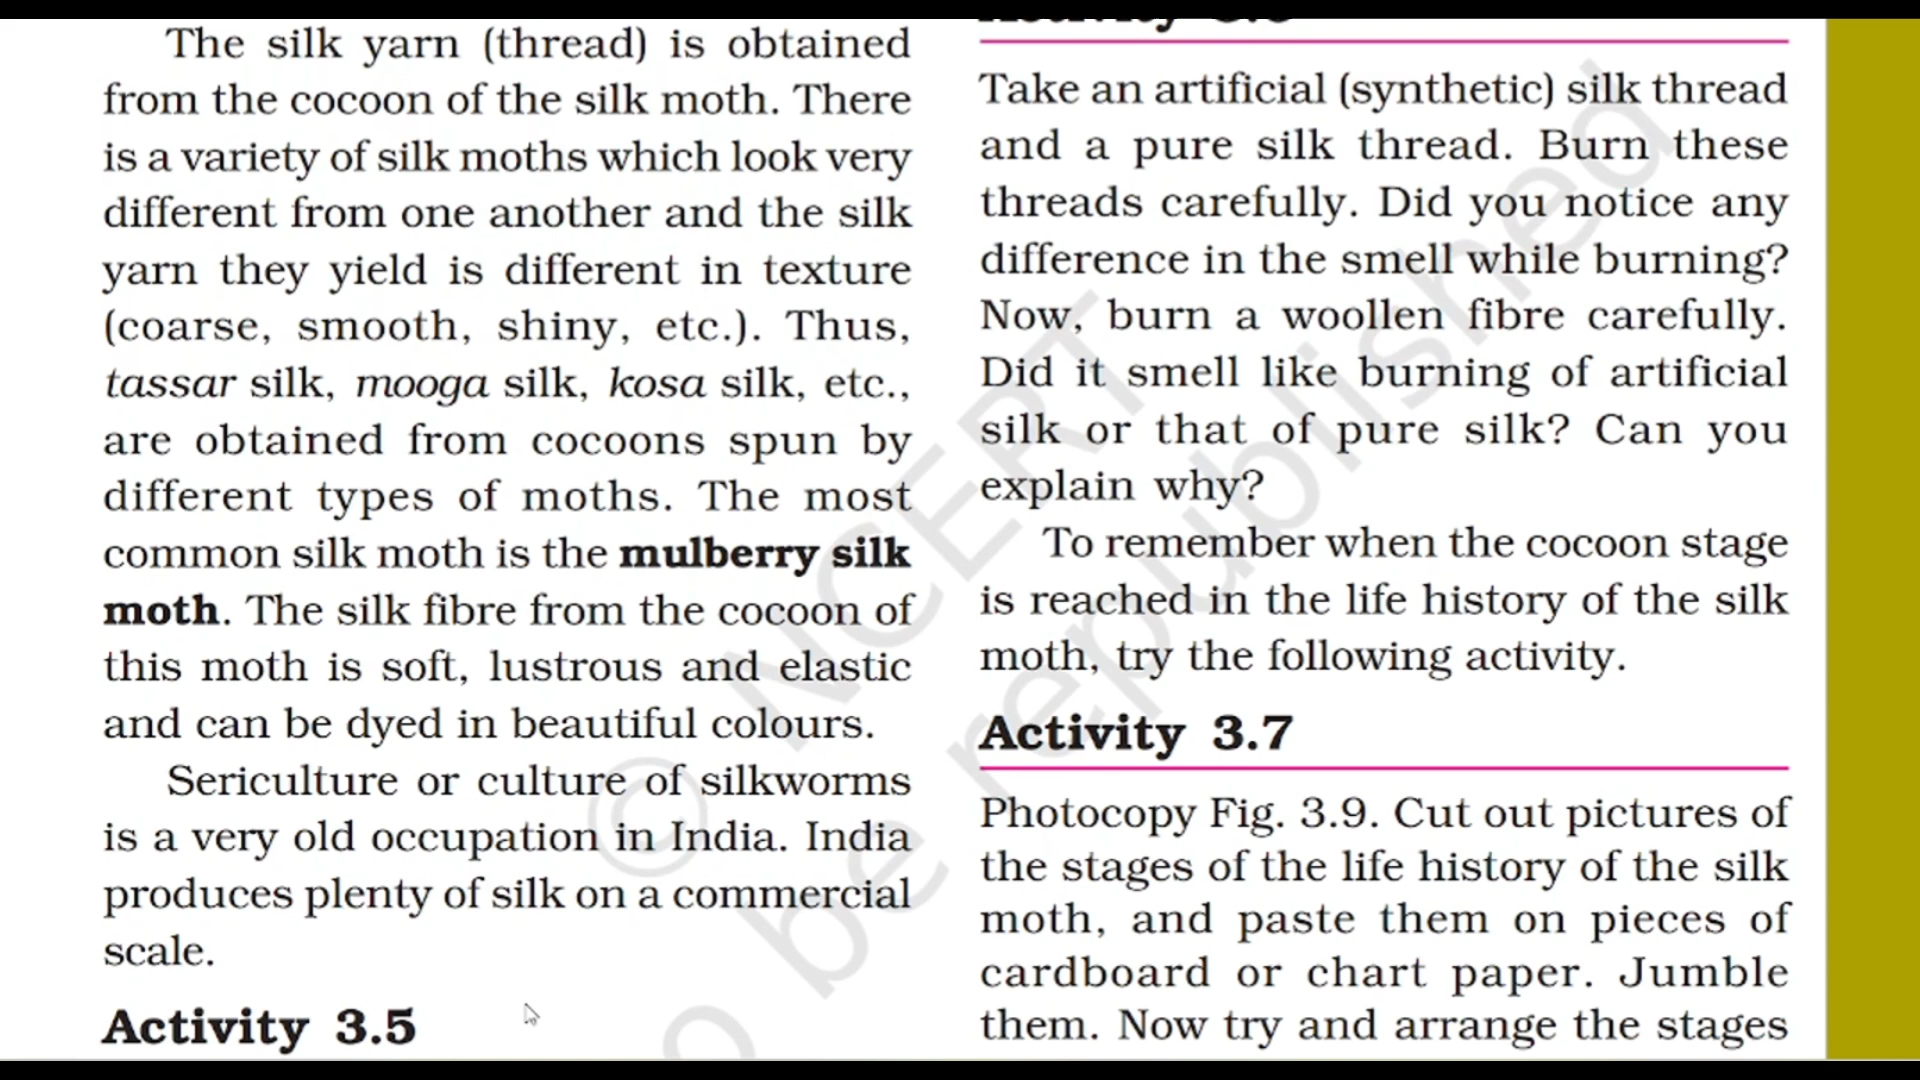 The silk yarn (thread) is obtained
from the cocoon of the silk moth. There
is a variety of silk moths which look very
different from one another and the silk
yarn they yield is different in texture
(coarse, smooth, shiny, etc.). Thus,
tassar silk, mooga silk, kosa silk, etc.,
are obtained from cocoons spun by
different types of moths. The most
common silk moth is the mulberry silk
moth. The silk fibre from the cocoon of
this moth is soft, lustrous and elastic
and can be dyed in beautiful colours.
Sericulture or culture of silkworms
is a very old occupation in India. India
produces plenty of silk on a commercial
scale.
Activity 3.5
Take an artificial (synthetic) silk thread
and a pure silk thread. Burn these
threads carefully. Did you notice any
difference in the smell while burning?
Now, burn a woollen fibre carefully.
Did it smell like burning of artificial
silk or that of pure silk? Can you
explain why?
To remember when the cocoon stage
is reached in the life history of the silk
moth, try the following activity.
Activity 3.7
Photocopy Fig. 3.9. Cut out pictures of
the stages of the life history of the silk
moth, and paste them on pieces of
cardboard or chart paper. Jumble
them. Now try and arrange the stages
© NCERT
be republished